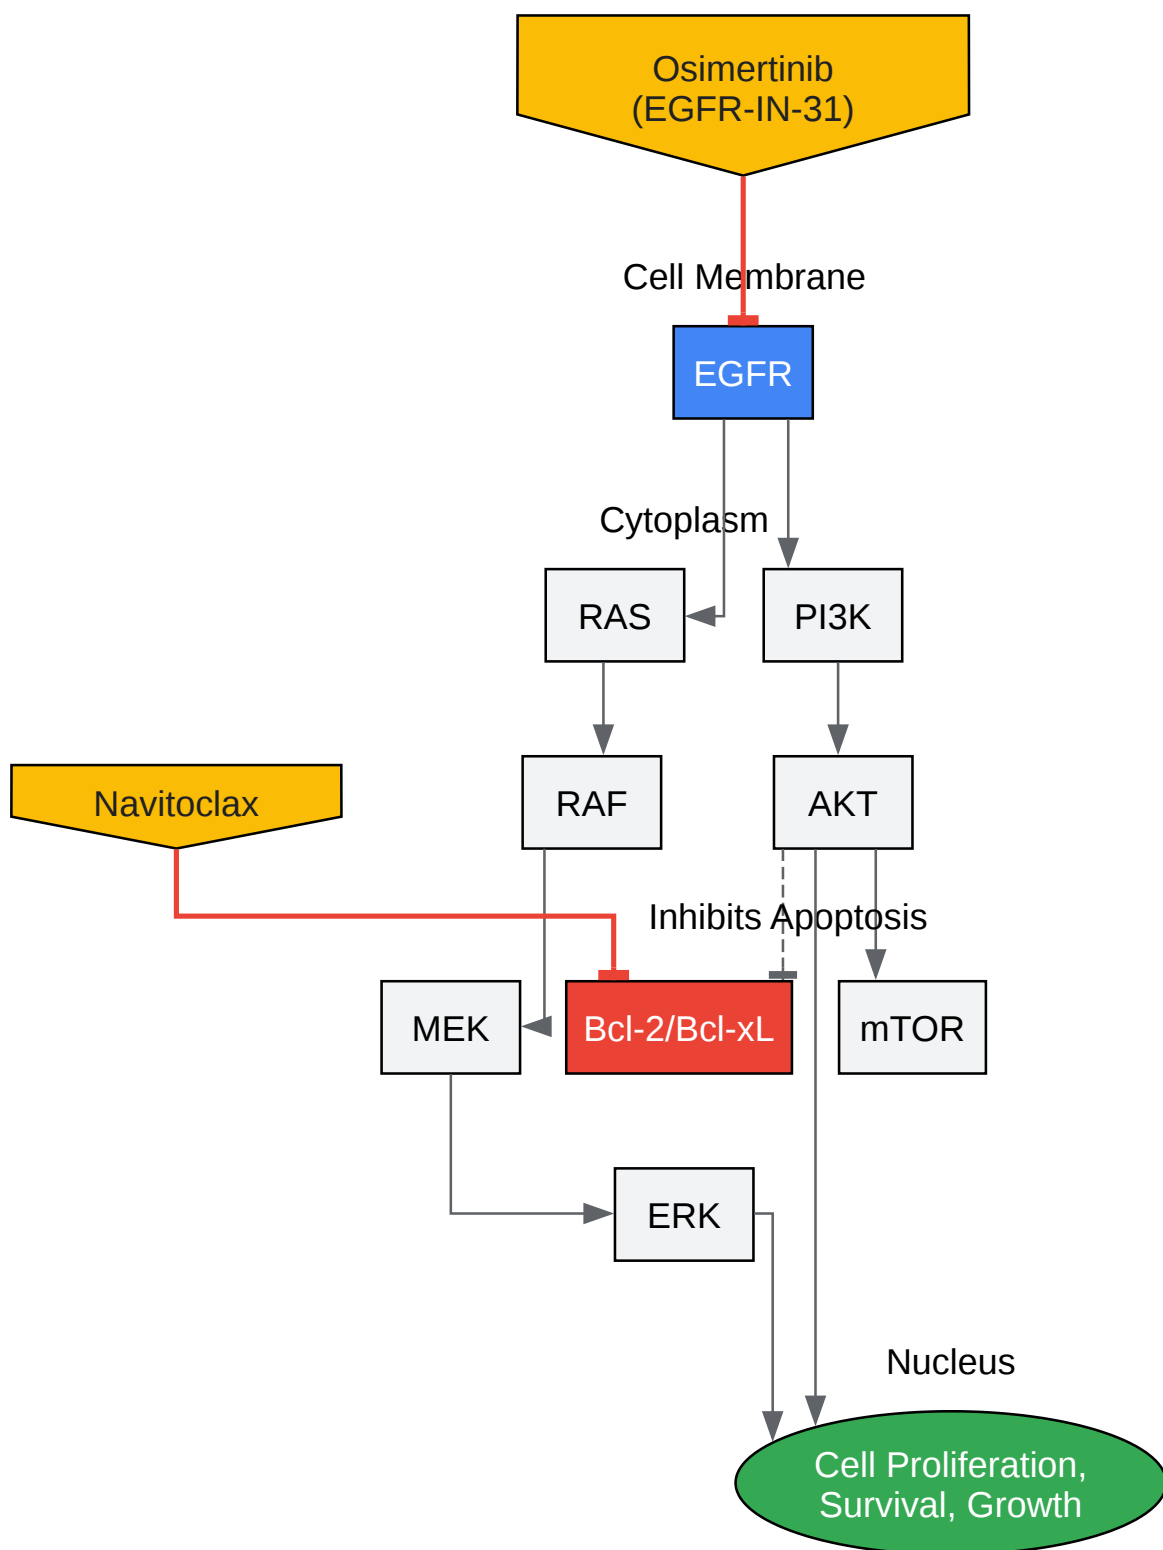 Osimertinib
(EGFR-IN-31)
Cell Membrane
EGFR
Cytoplasm
RAS
PI3K
Navitoclax
RAF
AKT
Inhibits Apoptosis
MEK
Bcl-2/Bcl-xL
mTOR
ERK
Nucleus
Cell Proliferation,
Survival, Growth